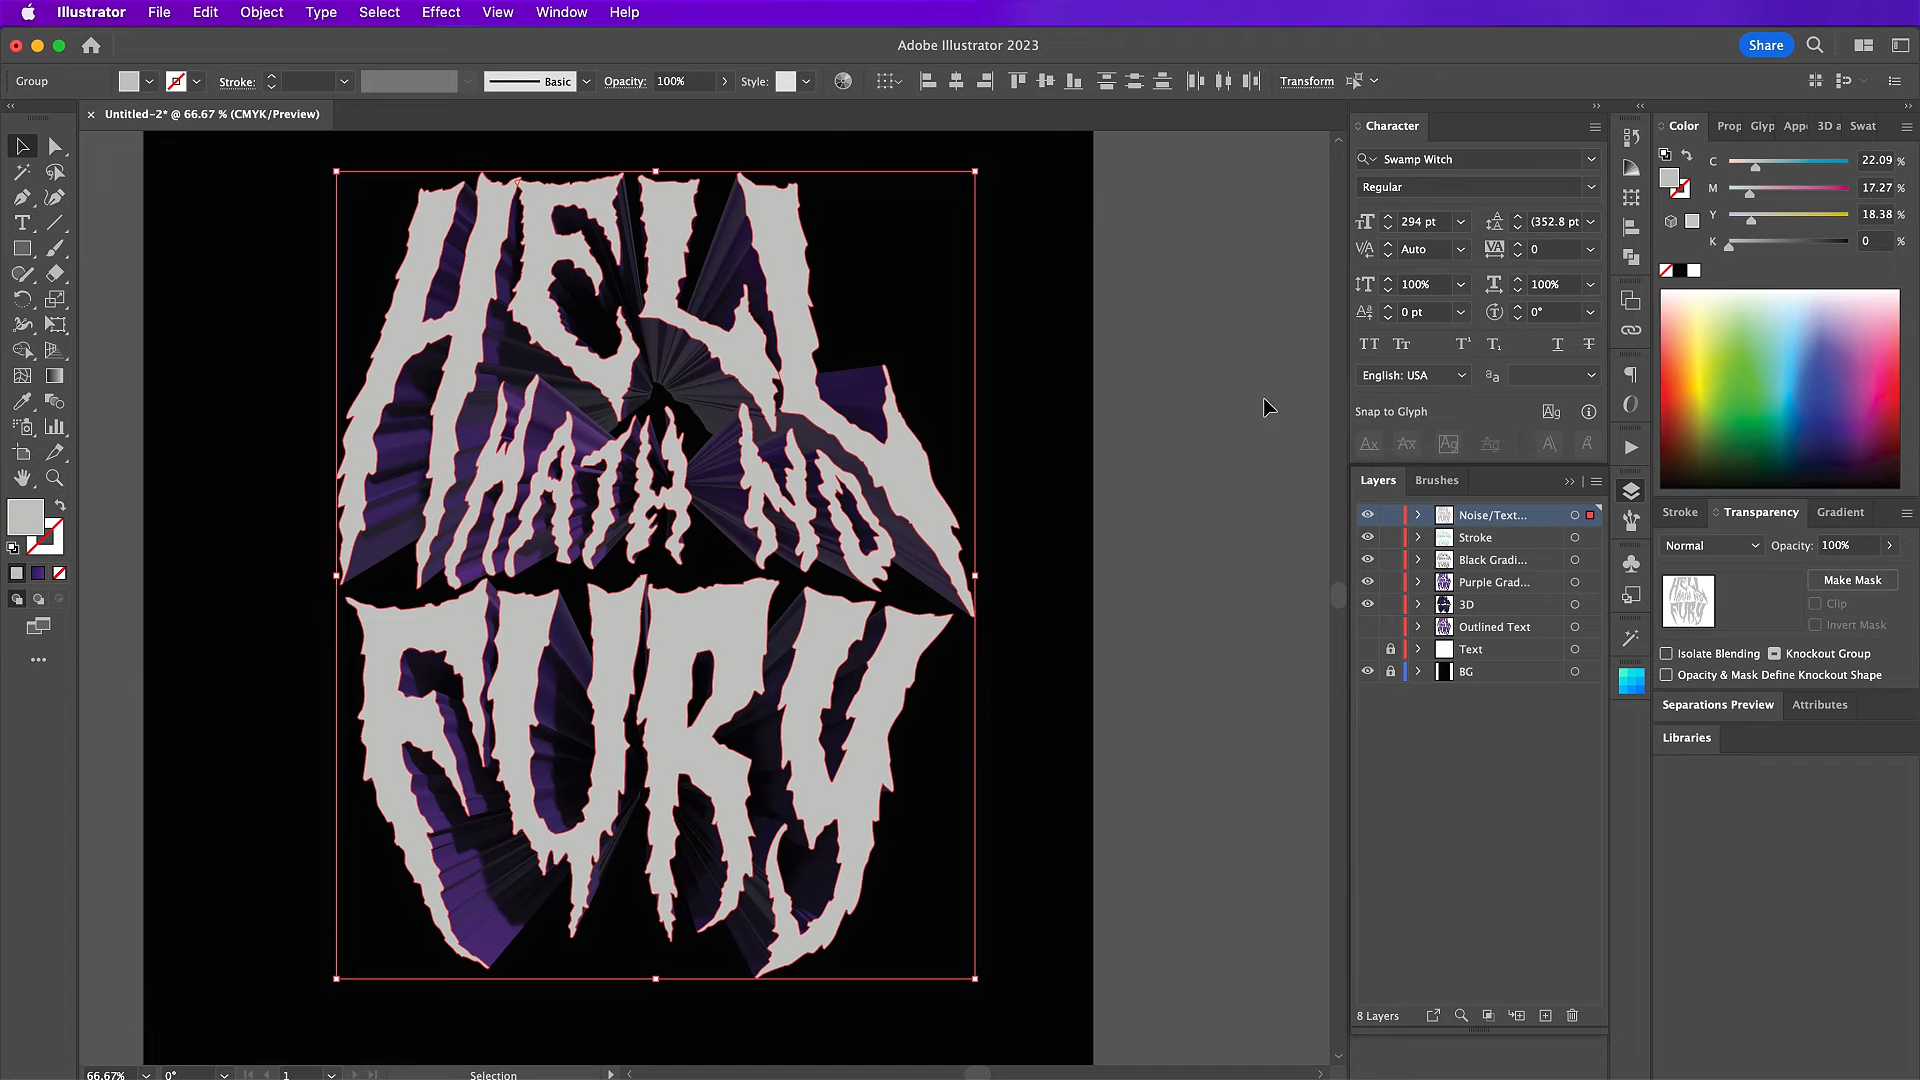 Illustrator File Edit Object Type Select Effect View Window Help
Adobe Illustrator 2023
Share
Group
Stroke:
Basic
Opacity: 100%
Style:
Transform
Untitled-2* @ 66.67 % (CMYK/Preview)
HELL
HATH NO
FURY
Character
Swamp Witch
Regular
294 pt
(352.8 pt
Auto
0
100%
100%
0 pt
0°
English: USA
Snap to Glyph
Layers Brushes
Noise/Text...
Stroke
Black Gradi...
Purple Grad...
3D
Outlined Text
Text
BG
8 Layers
Color Prop Glyp Appe 3D a Swat
C 22.09 %
M 17.27 %
Y 18.38 %
K 0 %
Stroke Transparency Gradient
Normal Opacity: 100%
Make Mask
Clip
Invert Mask
Isolate Blending Knockout Group
Opacity & Mask Define Knockout Shape
Separations Preview Attributes
Libraries
66.67% 0° 1 Selection